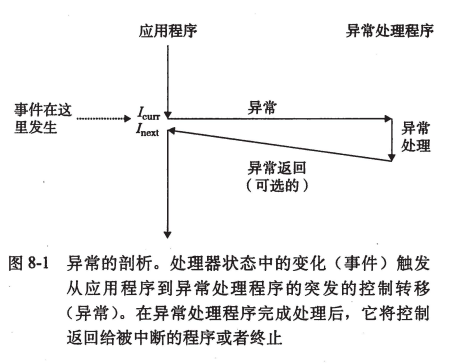 应用程序
异常处理程序
事件在这
里发生
Icurr
Inext
异常
异常
处理
异常返回
（可选的）
图 8-1 异常的剖析。处理器状态中的变化（事件）触发
从应用程序到异常处理程序的突发的控制转移
（异常）。在异常处理程序完成处理后，它将控制
返回给被中断的程序或者终止